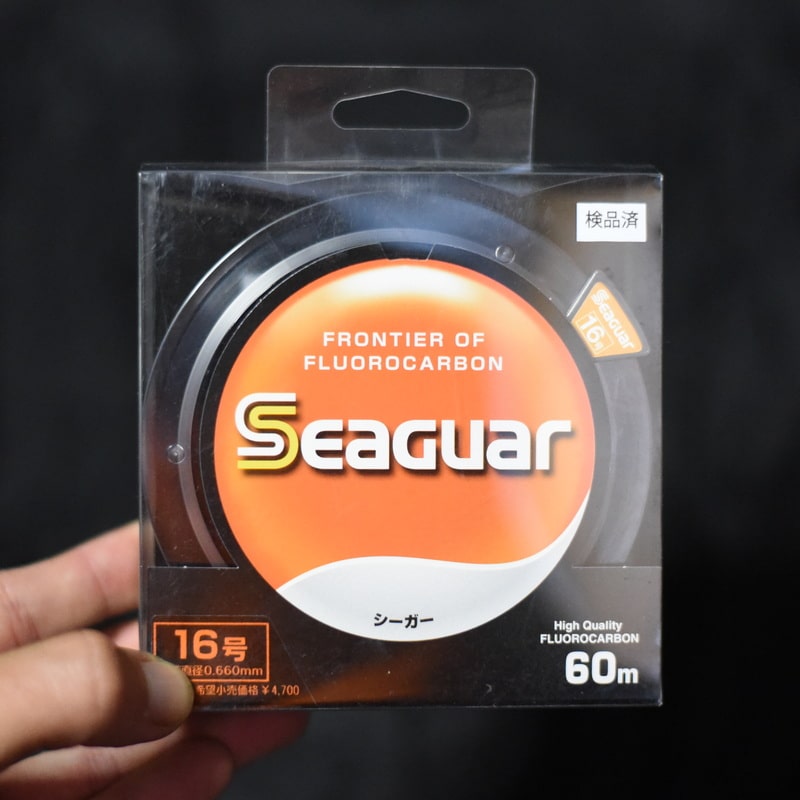 検品済
Seaguar
16号
FRONTIER OF
FLUOROCARBON
Seaguar
シーガー
16号
直径0.660mm
希望小売価格￥4,700
High Quality
FLUOROCARBON
60m